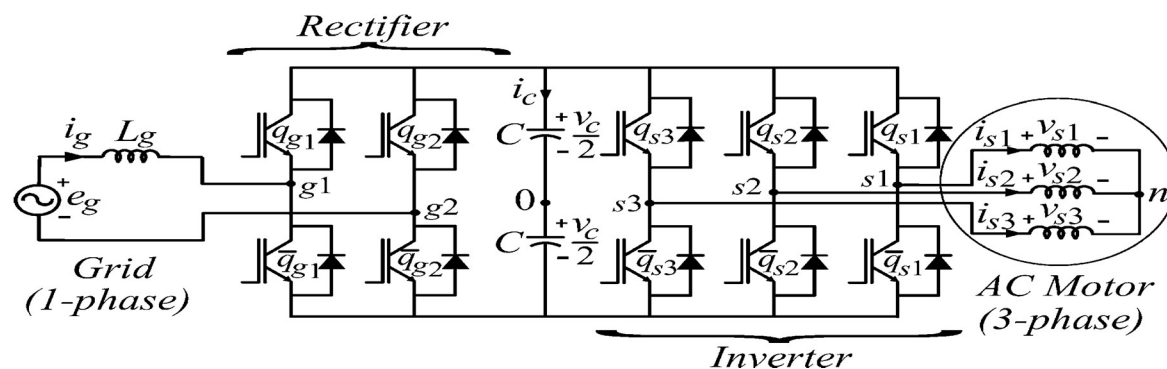 Rectifier
i_g
L_g
e_g
+
-
Grid
(1-phase)
q_g1
q_g2
g1
g2
q̅_g1
q̅_g2
i_c
C
+
v_c/2
-
0
C
+
v_c/2
-
q_s3
q_s2
q_s1
s3
s2
s1
q̅_s3
q̅_s2
q̅_s1
i_s1 + v_s1 -
i_s2 + v_s2 -
i_s3 + v_s3 -
n
AC Motor
(3-phase)
Inverter